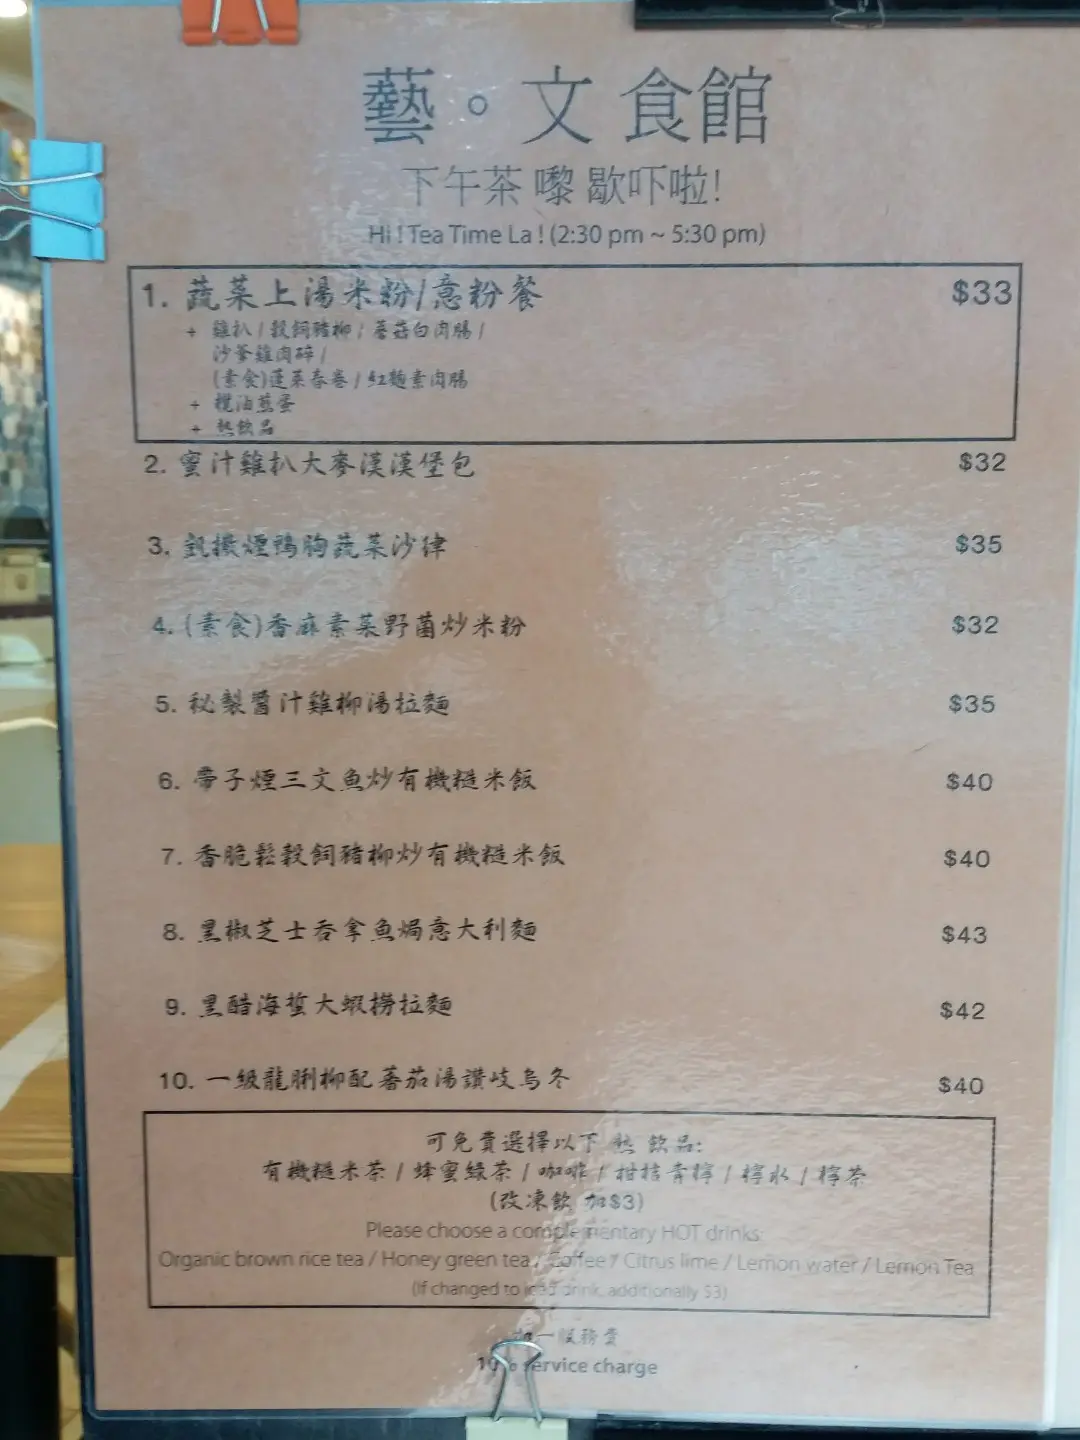 藝。文食館
下午茶 嚟 歇吓啦!
Hi ! Tea Time La ! (2:30 pm ~ 5:30 pm)
1. 蔬菜上湯米粉/意粉餐 $33
+ 雞扒 / 穀飼豬柳 / 蘑菇白肉腸 /
沙爹雞肉碎 /
(素食)蓬萊春卷 / 紅麴素肉腸
+ 欖油煎蛋
+ 熱飲品
2. 蜜汁雞扒大麥漢漢堡包 $32
3. 凱撒煙鴨胸蔬菜沙律 $35
4. (素食)香麻素菜野菌炒米粉 $32
5. 秘製醬汁雞柳湯拉麵 $35
6. 帶子煙三文魚炒有機糙米飯 $40
7. 香脆鬆穀飼豬柳炒有機糙米飯 $40
8. 黑椒芝士吞拿魚焗意大利麵 $43
9. 黑醋海蜇大蝦撈拉麵 $42
10. 一級龍脷柳配蕃茄湯讚岐烏冬 $40
可免費選擇以下 熱 飲品:
有機糙米茶 / 蜂蜜綠茶 / 咖啡 / 柑桔青檸 / 檸水 / 檸茶
(改凍飲 加$3)
Please choose a complementary HOT drinks:
Organic brown rice tea / Honey green tea / Coffee / Citrus lime / Lemon water / Lemon Tea
(If changed to iced drink, additionally $3)
加一服務費
10% service charge